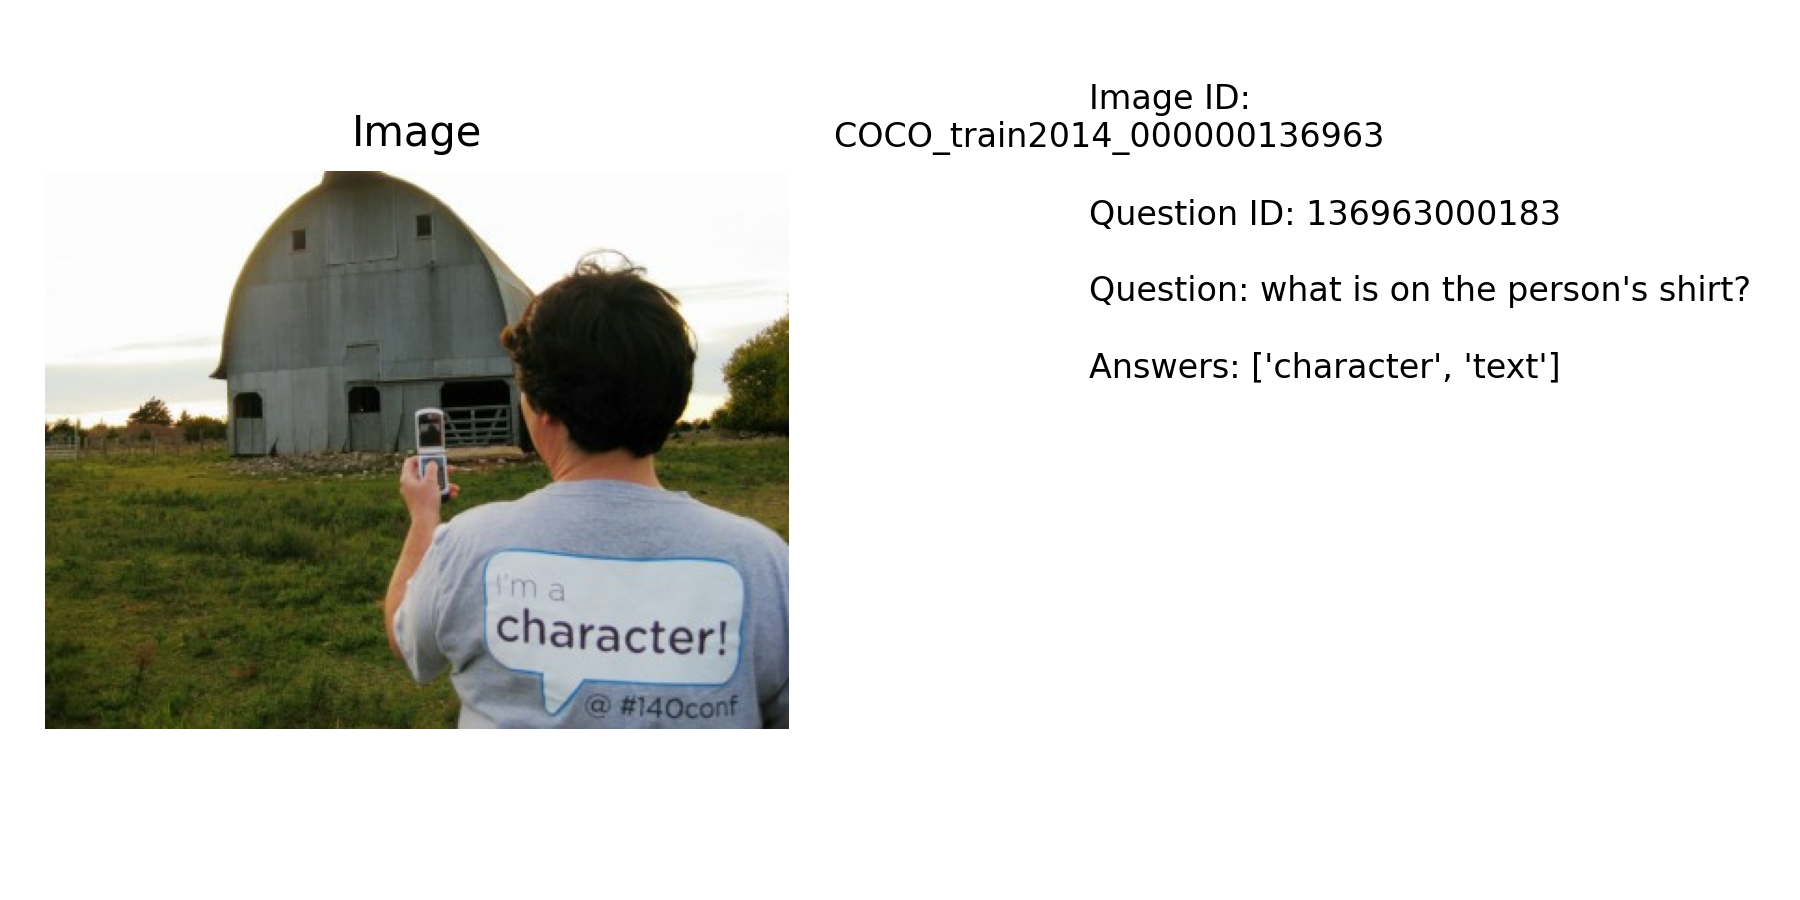 Image
I'm a
character!
@ #140conf
Image ID:
COCO_train2014_000000136963
Question ID: 136963000183
Question: what is on the person's shirt?
Answers: ['character', 'text']